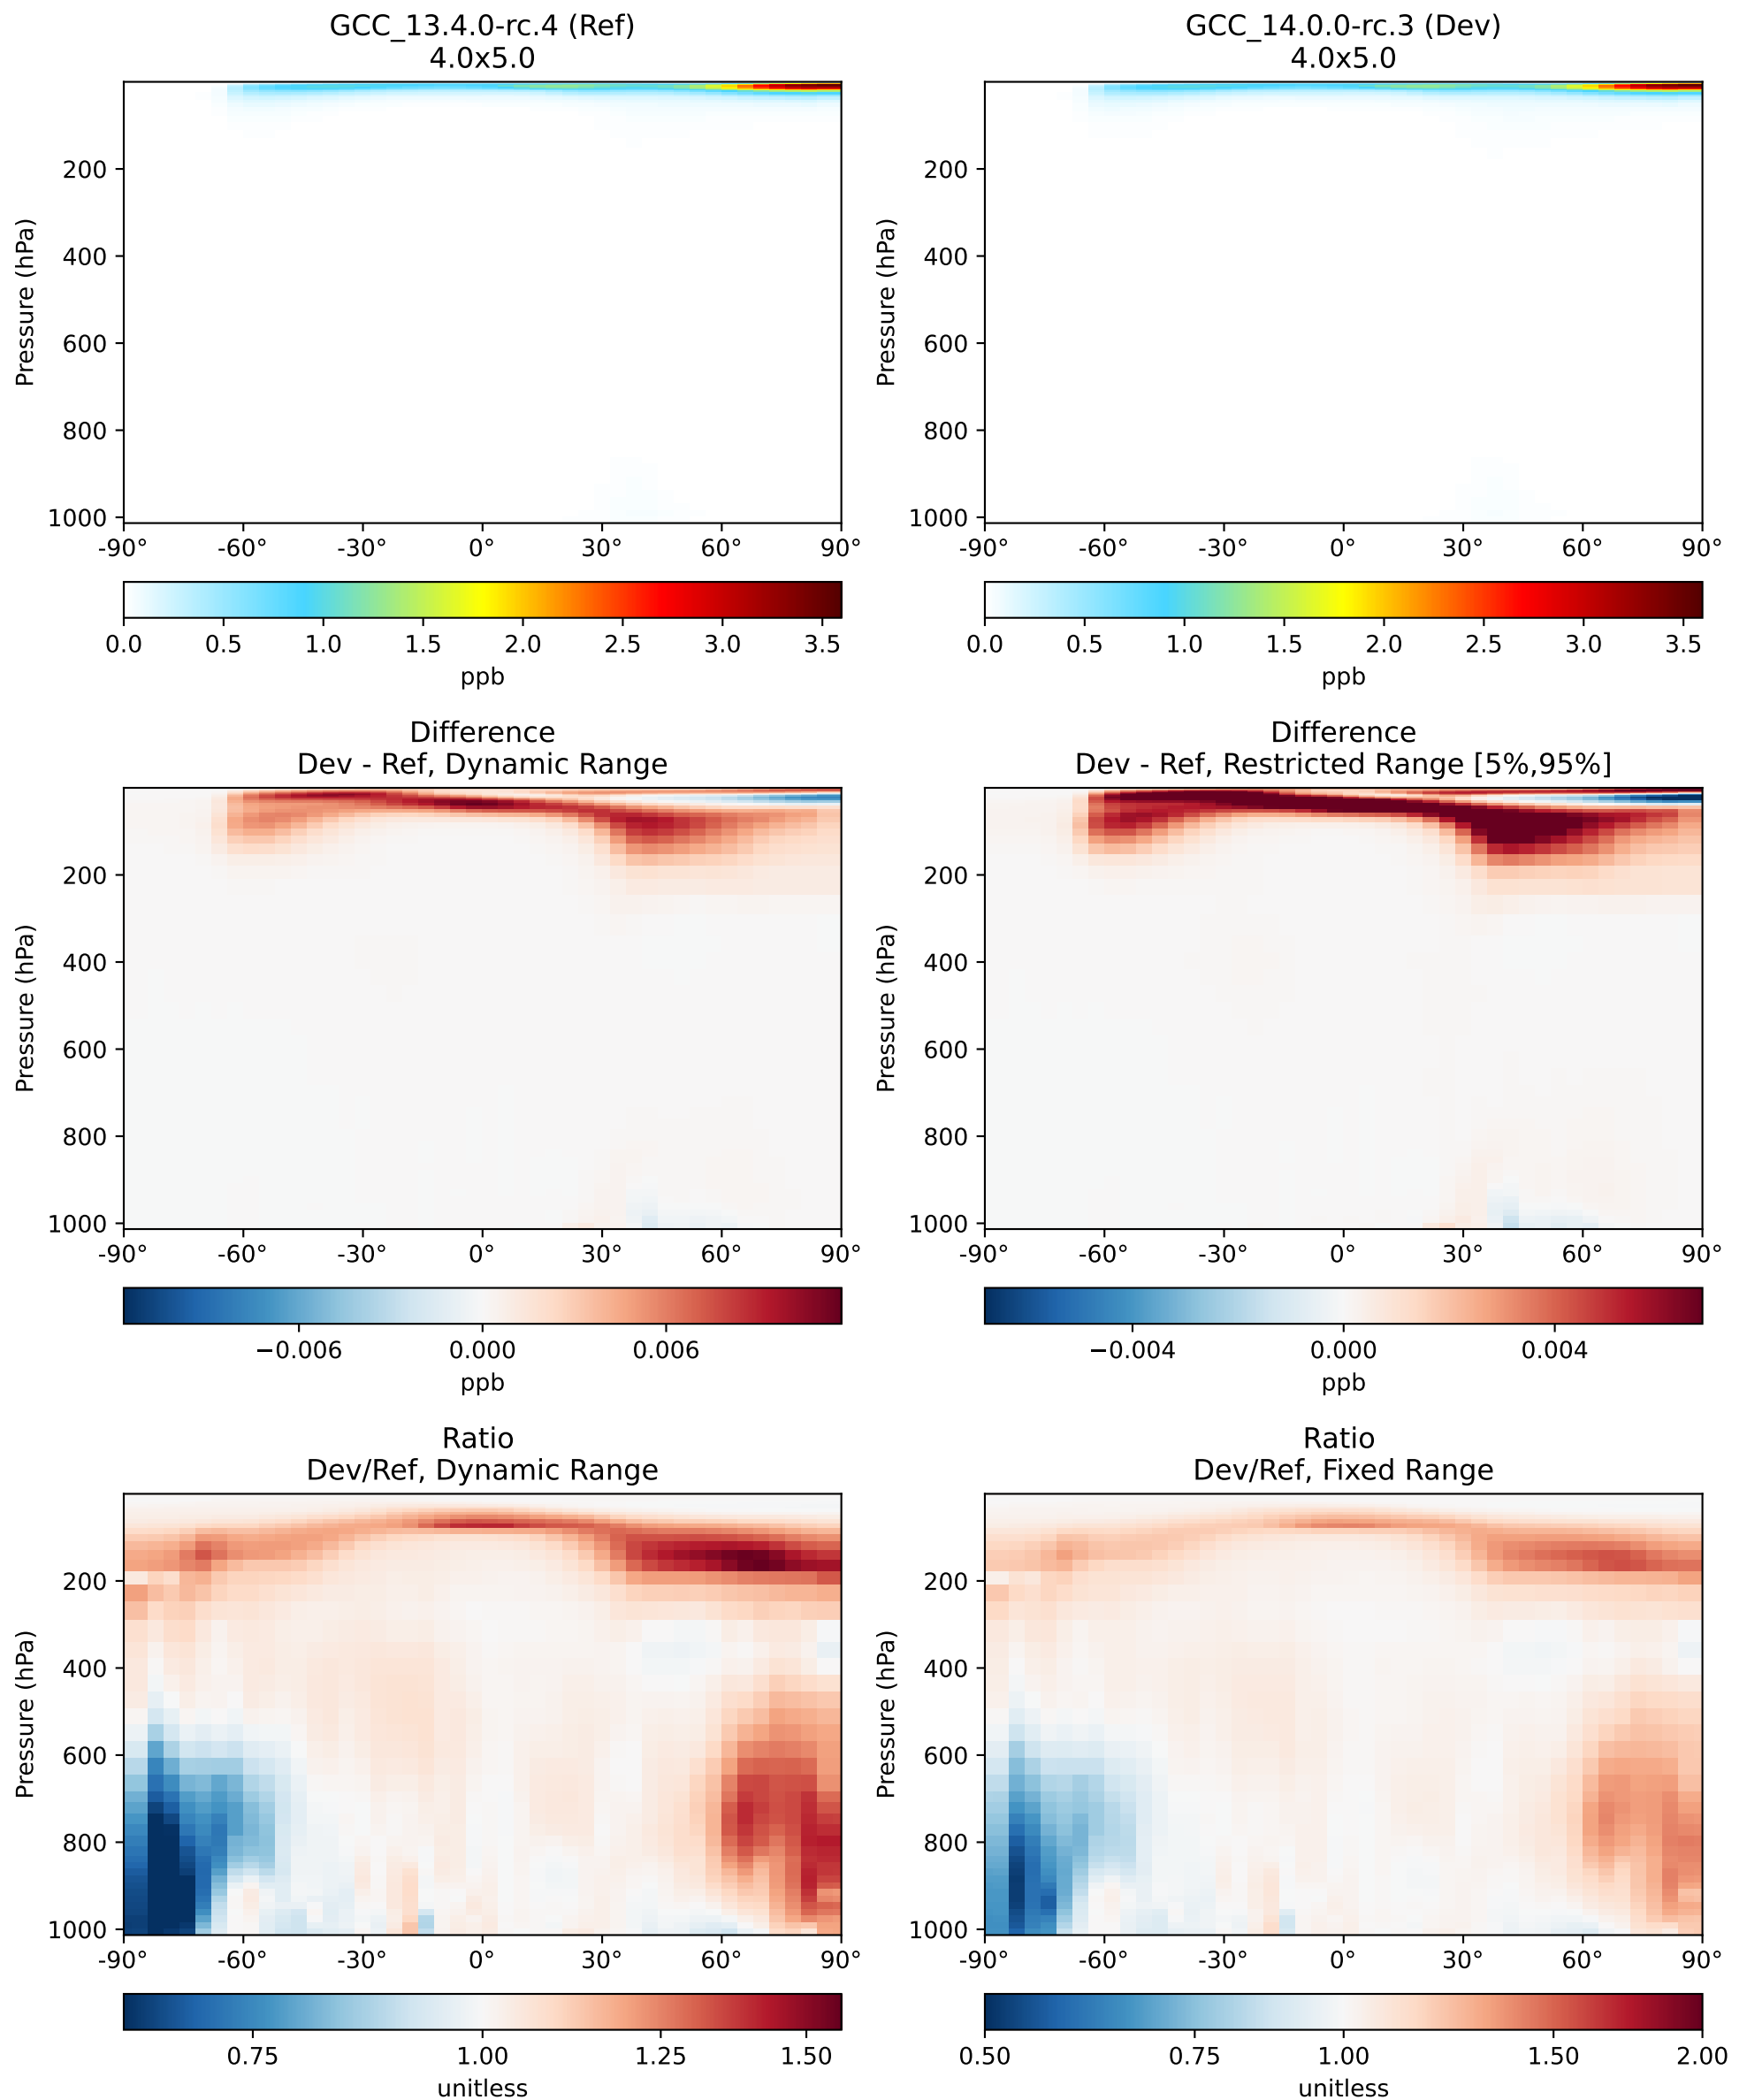 GCC_13.4.0-rc.4 (Ref)
4.0x5.0
Pressure (hPa)
200
400
600
800
1000
-90° -60° -30° 0° 30° 60° 90°
0.0 0.5 1.0 1.5 2.0 2.5 3.0 3.5
ppb
GCC_14.0.0-rc.3 (Dev)
4.0x5.0
Pressure (hPa)
200
400
600
800
1000
-90° -60° -30° 0° 30° 60° 90°
0.0 0.5 1.0 1.5 2.0 2.5 3.0 3.5
ppb
Difference
Dev - Ref, Dynamic Range
Pressure (hPa)
200
400
600
800
1000
-90° -60° -30° 0° 30° 60° 90°
−0.006 0.000 0.006
ppb
Difference
Dev - Ref, Restricted Range [5%,95%]
Pressure (hPa)
200
400
600
800
1000
-90° -60° -30° 0° 30° 60° 90°
−0.004 0.000 0.004
ppb
Ratio
Dev/Ref, Dynamic Range
Pressure (hPa)
200
400
600
800
1000
-90° -60° -30° 0° 30° 60° 90°
0.75 1.00 1.25 1.50
unitless
Ratio
Dev/Ref, Fixed Range
Pressure (hPa)
200
400
600
800
1000
-90° -60° -30° 0° 30° 60° 90°
0.50 0.75 1.00 1.50 2.00
unitless